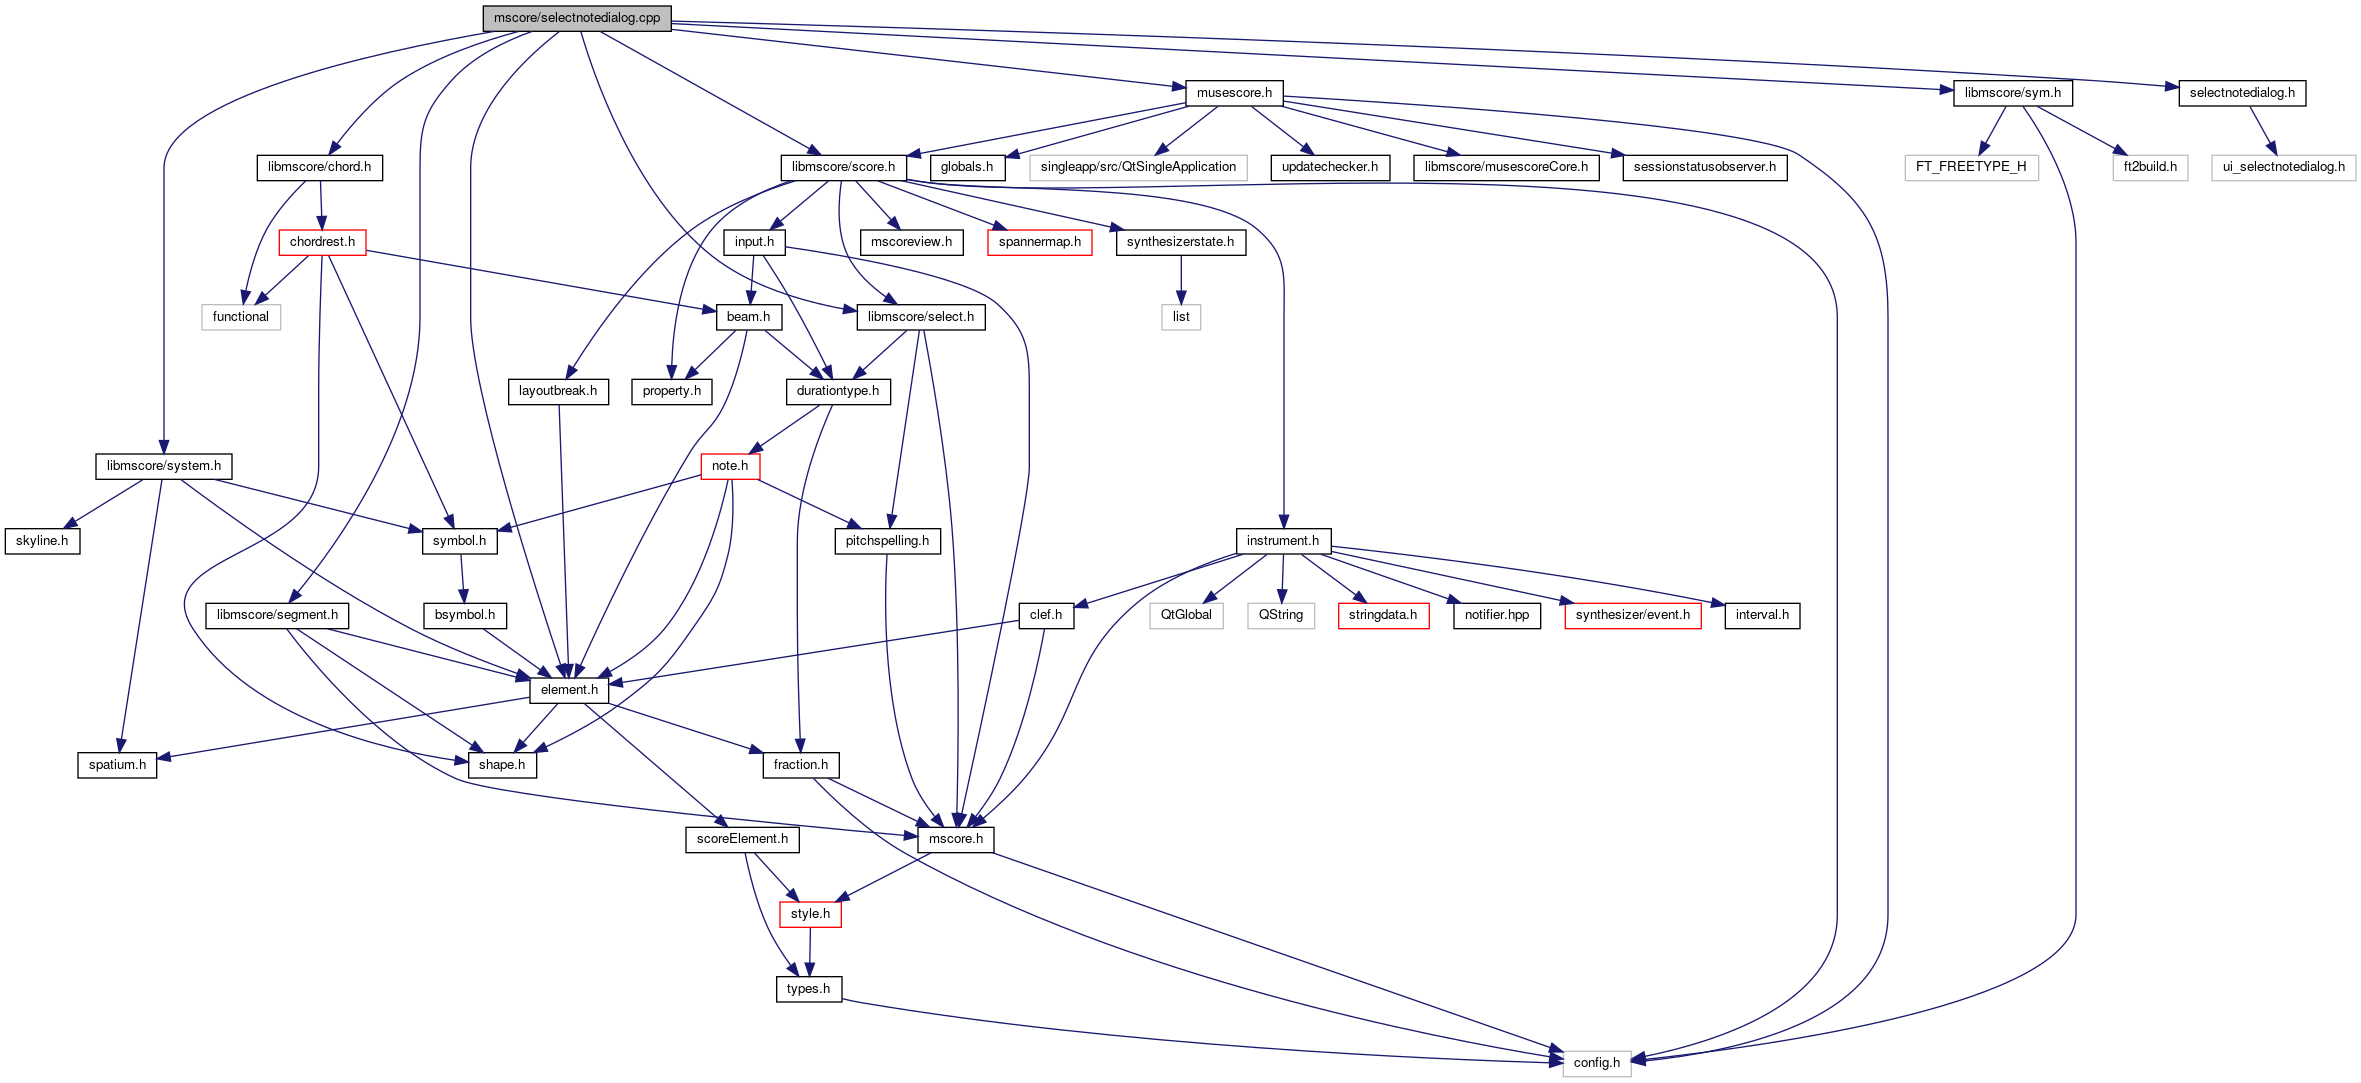 mscore/selectnotedialog.cpp
musescore.h
libmscore/sym.h
selectnotedialog.h
libmscore/chord.h
libmscore/score.h
globals.h
singleapp/src/QtSingleApplication
updatechecker.h
libmscore/musescoreCore.h
sessionstatusobserver.h
FT_FREETYPE_H
ft2build.h
ui_selectnotedialog.h
chordrest.h
input.h
mscoreview.h
spannermap.h
synthesizerstate.h
functional
beam.h
libmscore/select.h
list
layoutbreak.h
property.h
durationtype.h
libmscore/system.h
note.h
skyline.h
symbol.h
pitchspelling.h
instrument.h
libmscore/segment.h
bsymbol.h
clef.h
QtGlobal
QString
stringdata.h
notifier.hpp
synthesizer/event.h
interval.h
element.h
spatium.h
shape.h
fraction.h
scoreElement.h
mscore.h
style.h
types.h
config.h